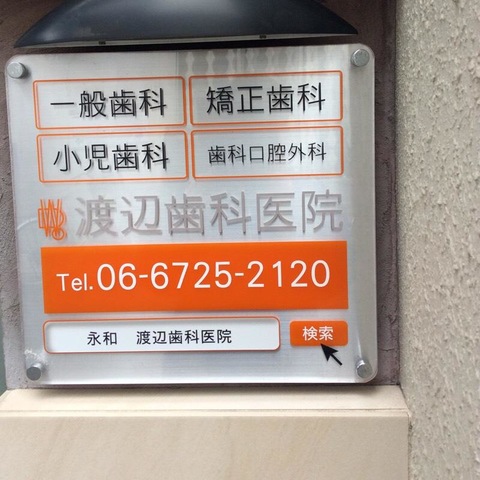 一般歯科 矯正歯科
小児歯科 歯科口腔外科
渡辺歯科医院
Tel.06-6725-2120
永和 渡辺歯科医院 検索